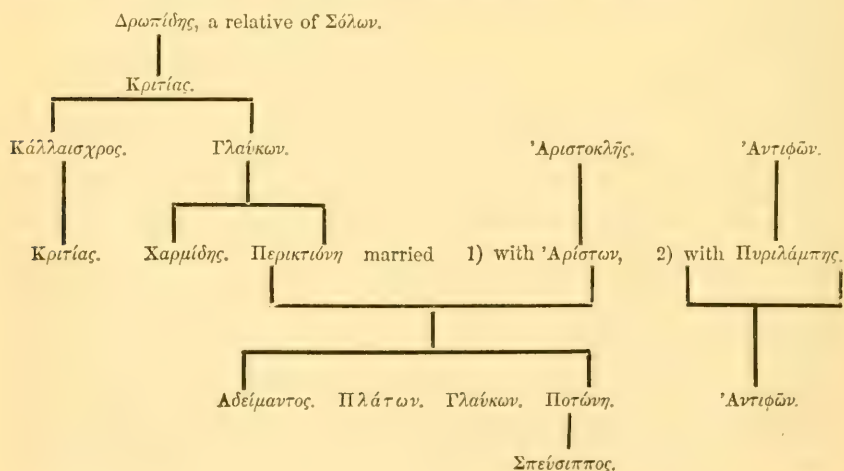 Δρωπίδης, a relative of Σόλων.
Κριτίας.
Κάλλαισχρος. Γλαύκων. Ἀριστοκλῆς. Ἀντιφῶν.
Κριτίας. Χαρμίδης. Περικτιόνη married 1) with Ἀρίστων, 2) with Πυριλάμπης.
Αδείμαντος. Πλάτων. Γλαύκων. Ποτώνη. Ἀντιφῶν.
Σπεύσιππος.